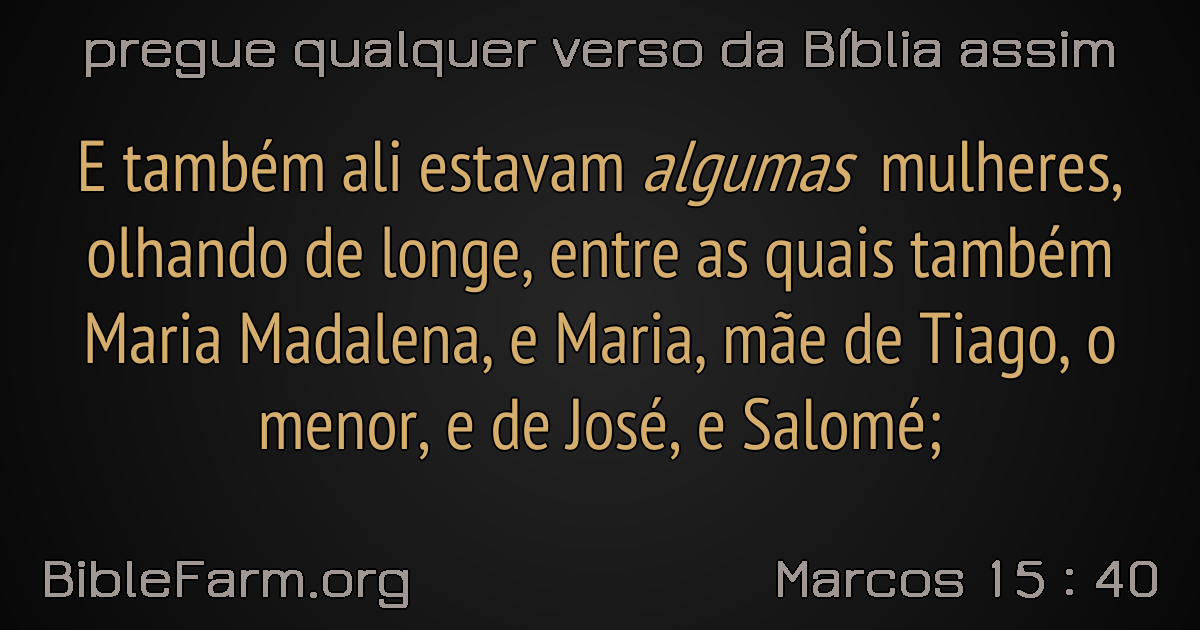 pregue qualquer verso da Bíblia assim
E também ali estavam algumas mulheres,
olhando de longe, entre as quais também
Maria Madalena, e Maria, mãe de Tiago, o
menor, e de José, e Salomé;
BibleFarm.org
Marcos 15 : 40